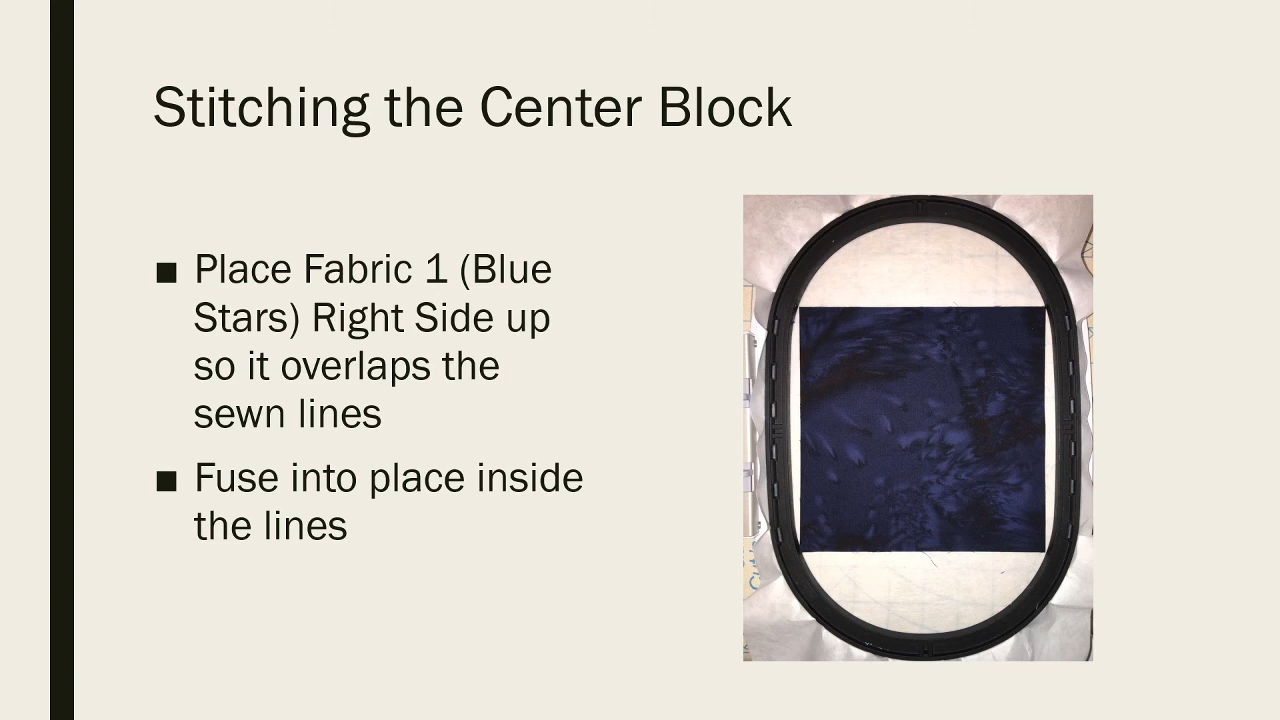 Stitching the Center Block
■ Place Fabric 1 (Blue
Stars) Right Side up
so it overlaps the
sewn lines
■ Fuse into place inside
the lines